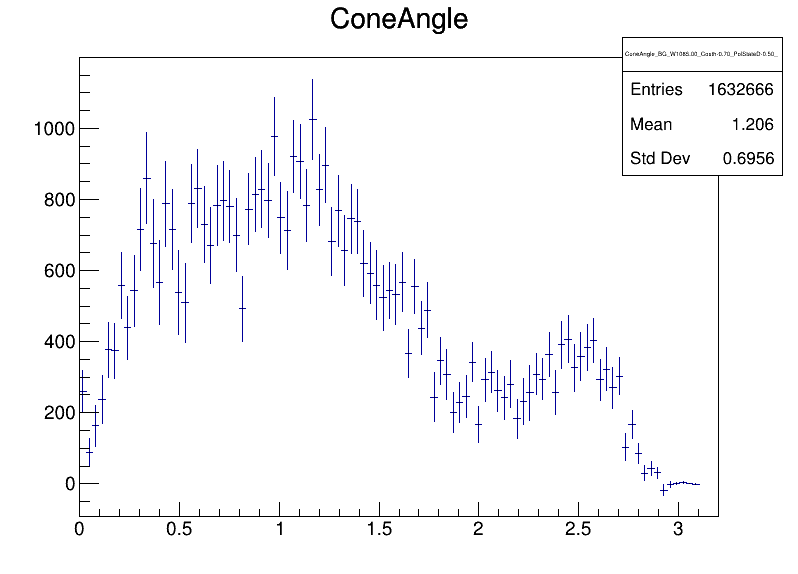 ConeAngle
ConeAngle_BG_W1085.00_Costh-0.70_PolStateD-0.50_
Entries 1632666
Mean 1.206
Std Dev 0.6956
1000
800
600
400
200
0
0 0.5 1 1.5 2 2.5 3